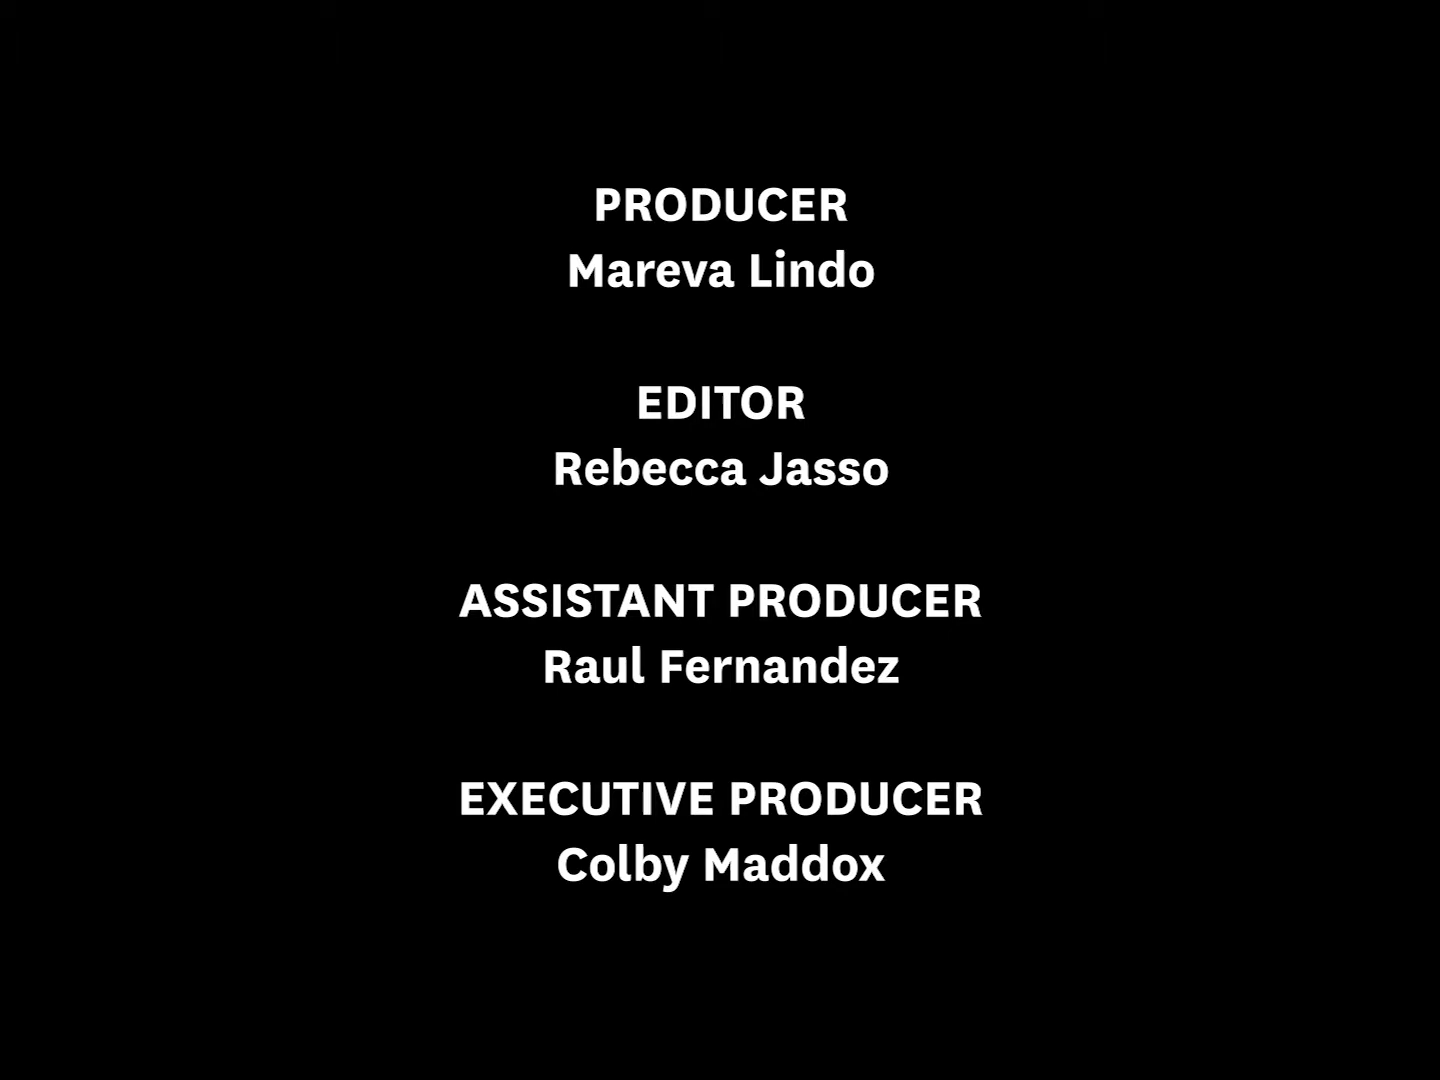 PRODUCER
Mareva Lindo
EDITOR
Rebecca Jasso
ASSISTANT PRODUCER
Raul Fernandez
EXECUTIVE PRODUCER
Colby Maddox